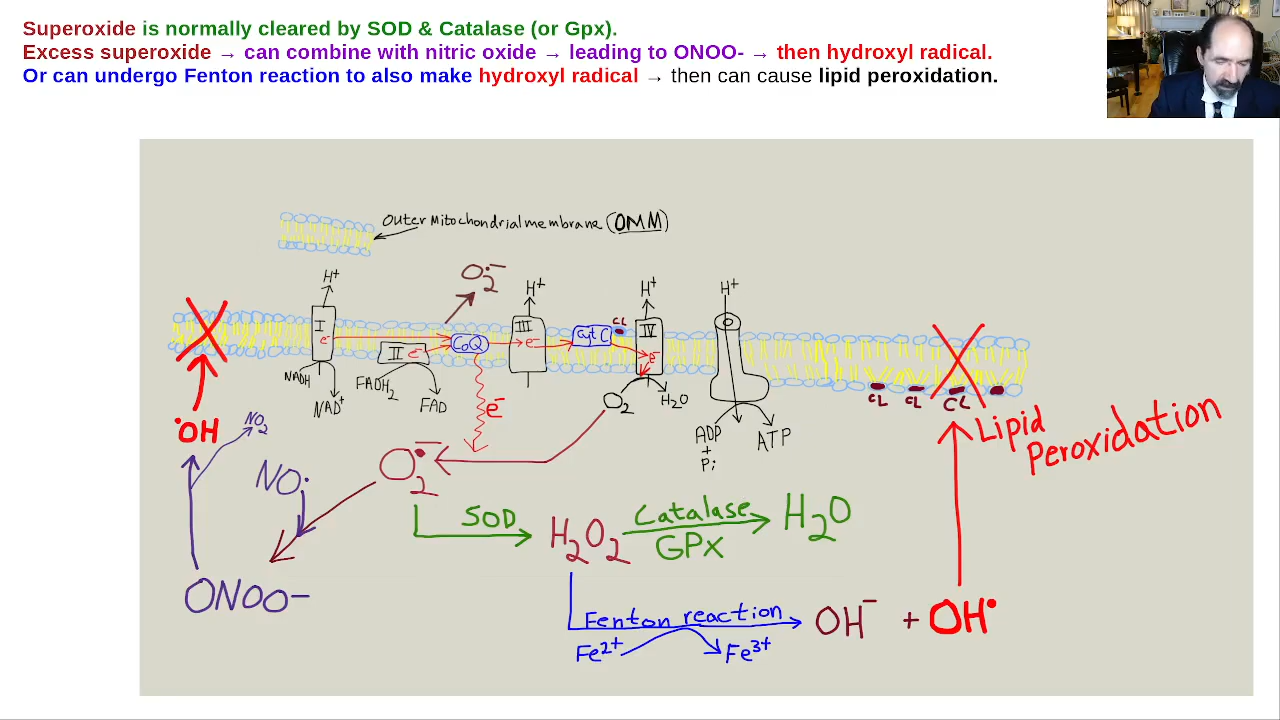 Superoxide is normally cleared by SOD & Catalase (or Gpx).
Excess superoxide → can combine with nitric oxide → leading to ONOO- → then hydroxyl radical.
Or can undergo Fenton reaction to also make hydroxyl radical → then can cause lipid peroxidation.
Outer Mitochondrial membrane (OMM)
O₂•−
H+ H+ H+ H+
I e- II e- CoQ III e- Cyt C CL IV e-
NADH NAD+ FADH₂ FAD
O₂ H₂O
ADP + Pi ATP
CL CL CL
Lipid Peroxidation
•OH NO₂
e-
NO• O₂•−
SOD H₂O₂ Catalase GPx H₂O
ONOO−
Fenton reaction OH− + OH•
Fe2+ Fe3+